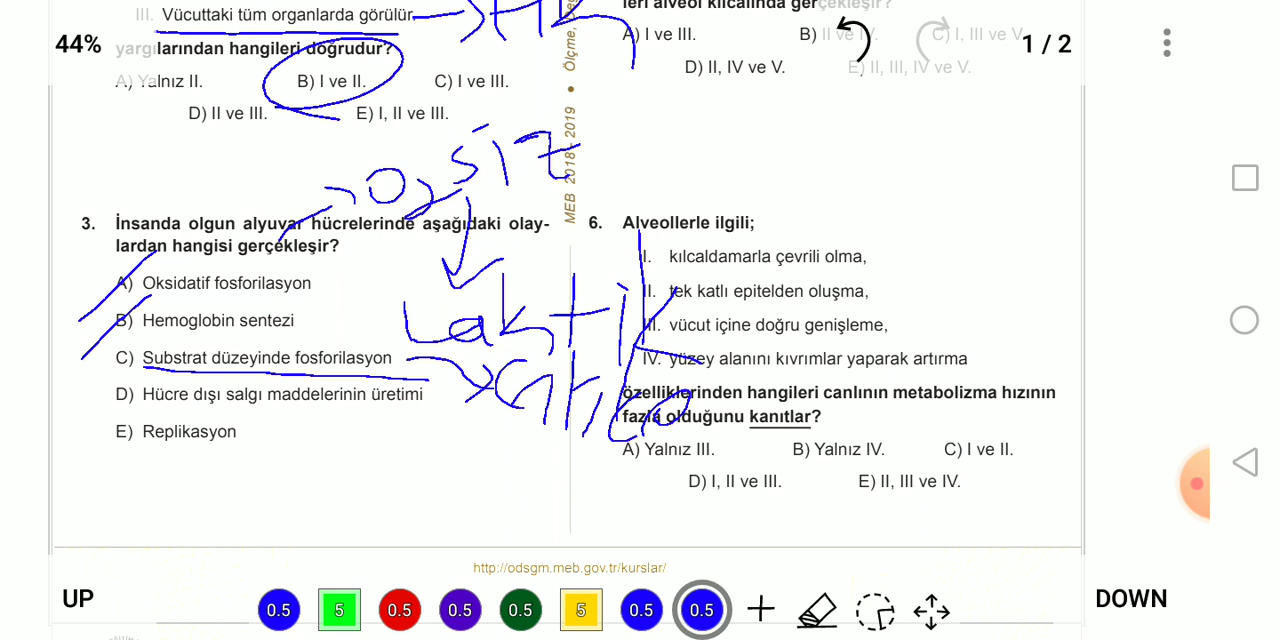 44%
1 / 2
III. Vücuttaki tüm organlarda görülür.
yargılarından hangileri doğrudur?
A) Yalnız II. B) I ve II. C) I ve III.
D) II ve III. E) I, II ve III.
3. İnsanda olgun alyuvar hücrelerinde aşağıdaki olay-
lardan hangisi gerçekleşir?
A) Oksidatif fosforilasyon
B) Hemoglobin sentezi
C) Substrat düzeyinde fosforilasyon
D) Hücre dışı salgı maddelerinin üretimi
E) Replikasyon
O2 siz
Laktik
MEB 2018 - 2019 ● Ölçme, Değ
leri alveol kılcalında gerçekleşir?
A) I ve III. B) II ve IV. C) I, III ve V.
D) II, IV ve V. E) II, III, IV ve V.
6. Alveollerle ilgili;
I. kılcaldamarla çevrili olma,
II. tek katlı epitelden oluşma,
III. vücut içine doğru genişleme,
IV. yüzey alanını kıvrımlar yaparak artırma
özelliklerinden hangileri canlının metabolizma hızının
fazla olduğunu kanıtlar?
A) Yalnız III. B) Yalnız IV. C) I ve II.
D) I, II ve III. E) II, III ve IV.
http://odsgm.meb.gov.tr/kurslar/
UP
0.5 5 0.5 0.5 0.5 5 0.5 0.5
DOWN